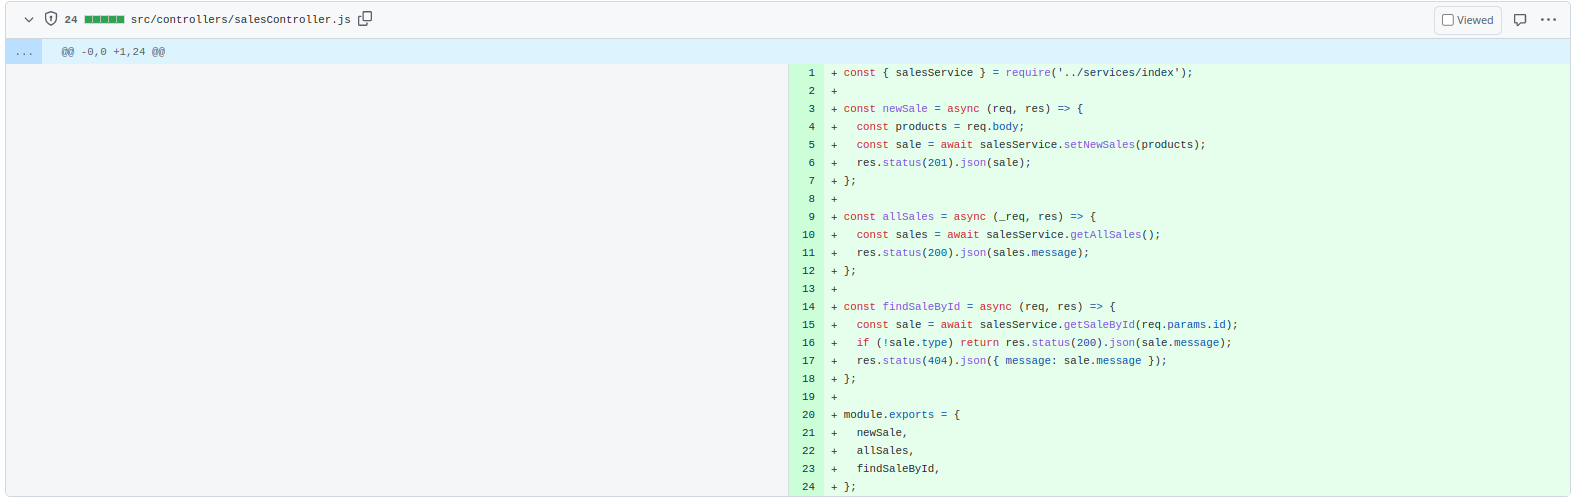 24 src/controllers/salesController.js Viewed ...
... @@ -0,0 +1,24 @@
1 + const { salesService } = require('../services/index');
2 +
3 + const newSale = async (req, res) => {
4 +   const products = req.body;
5 +   const sale = await salesService.setNewSales(products);
6 +   res.status(201).json(sale);
7 + };
8 +
9 + const allSales = async (_req, res) => {
10 +   const sales = await salesService.getAllSales();
11 +   res.status(200).json(sales.message);
12 + };
13 +
14 + const findSaleById = async (req, res) => {
15 +   const sale = await salesService.getSaleById(req.params.id);
16 +   if (!sale.type) return res.status(200).json(sale.message);
17 +   res.status(404).json({ message: sale.message });
18 + };
19 +
20 + module.exports = {
21 +   newSale,
22 +   allSales,
23 +   findSaleById,
24 + };